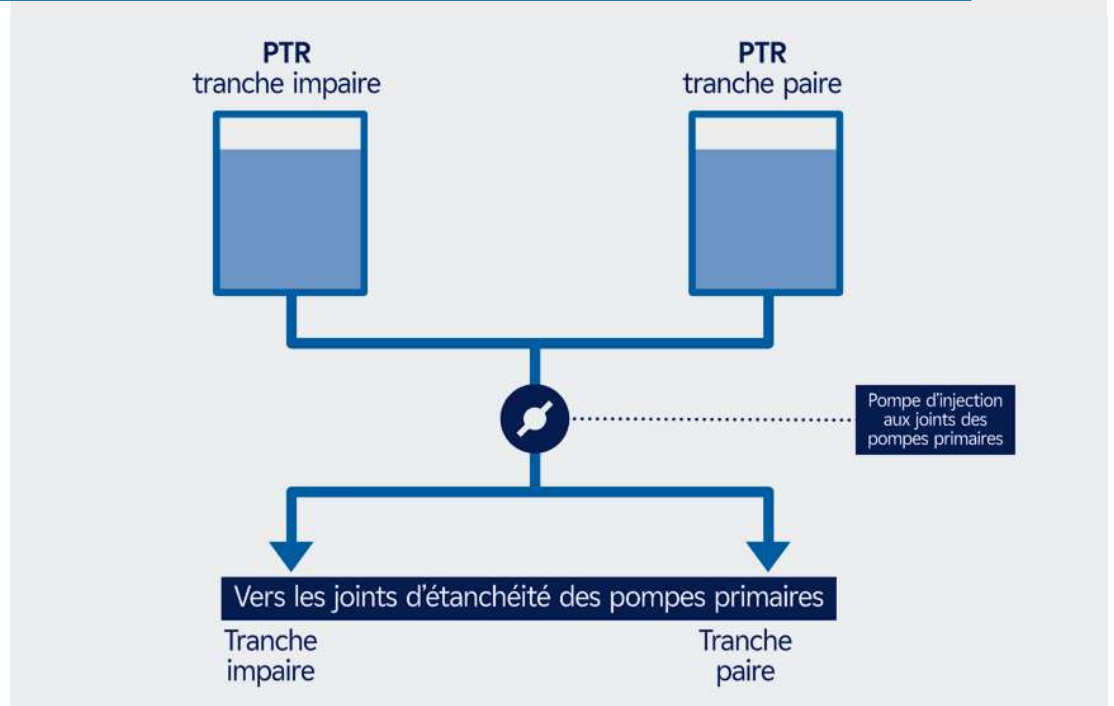 PTR
tranche impaire
PTR
tranche paire
Pompe d'injection
aux joints des
pompes primaires
Vers les joints d'étanchéité des pompes primaires
Tranche
impaire
Tranche
paire